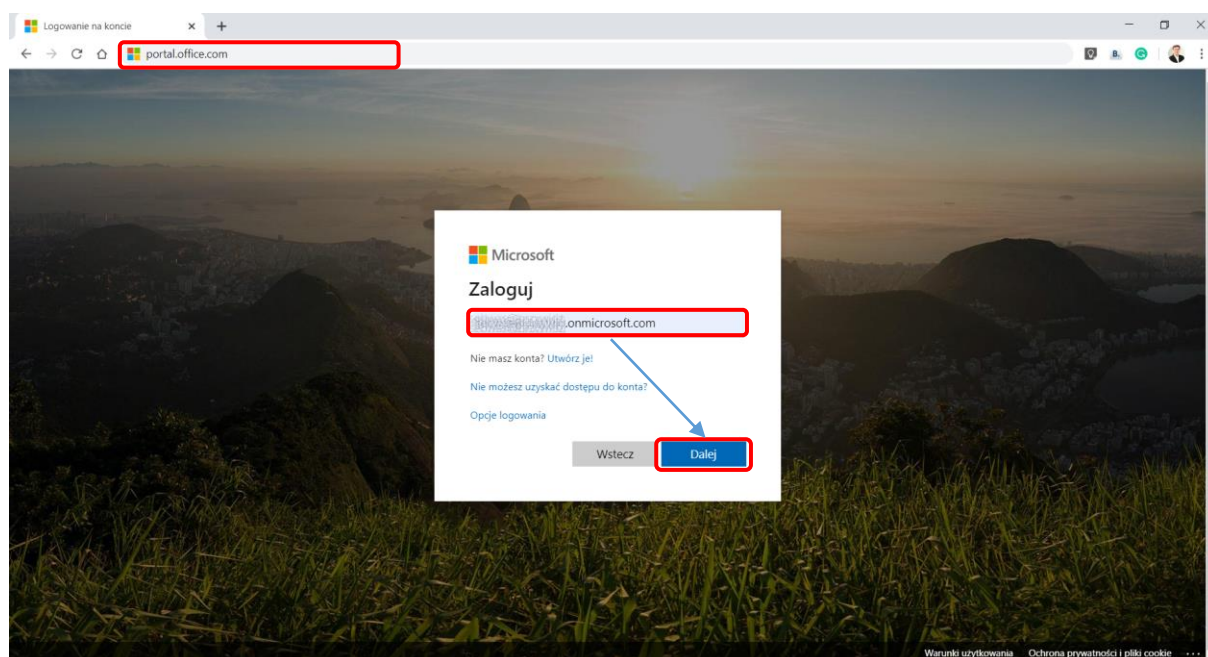 Logowanie na koncie
portal.office.com
B.
Microsoft
Zaloguj
.onmicrosoft.com
Nie masz konta? Utwórz je!
Nie możesz uzyskać dostępu do konta?
Opcje logowania
Wstecz Dalej
Warunki użytkowania Ochrona prywatności i pliki cookie